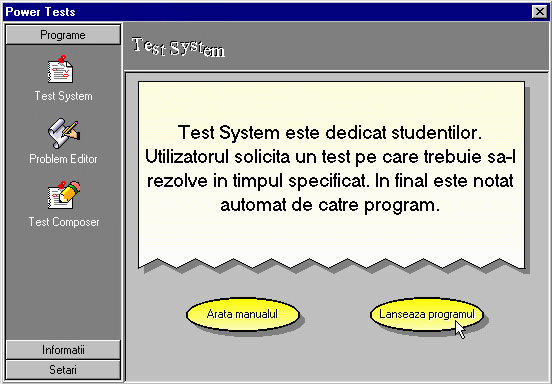 Power Tests
Programe
Test System
Problem Editor
Test Composer
Informatii
Setari
Test System
Test System este dedicat studentilor.
Utilizatorul solicita un test pe care trebuie sa-l
rezolve in timpul specificat. In final este notat
automat de catre program.
Arata manualul
Lanseaza programul